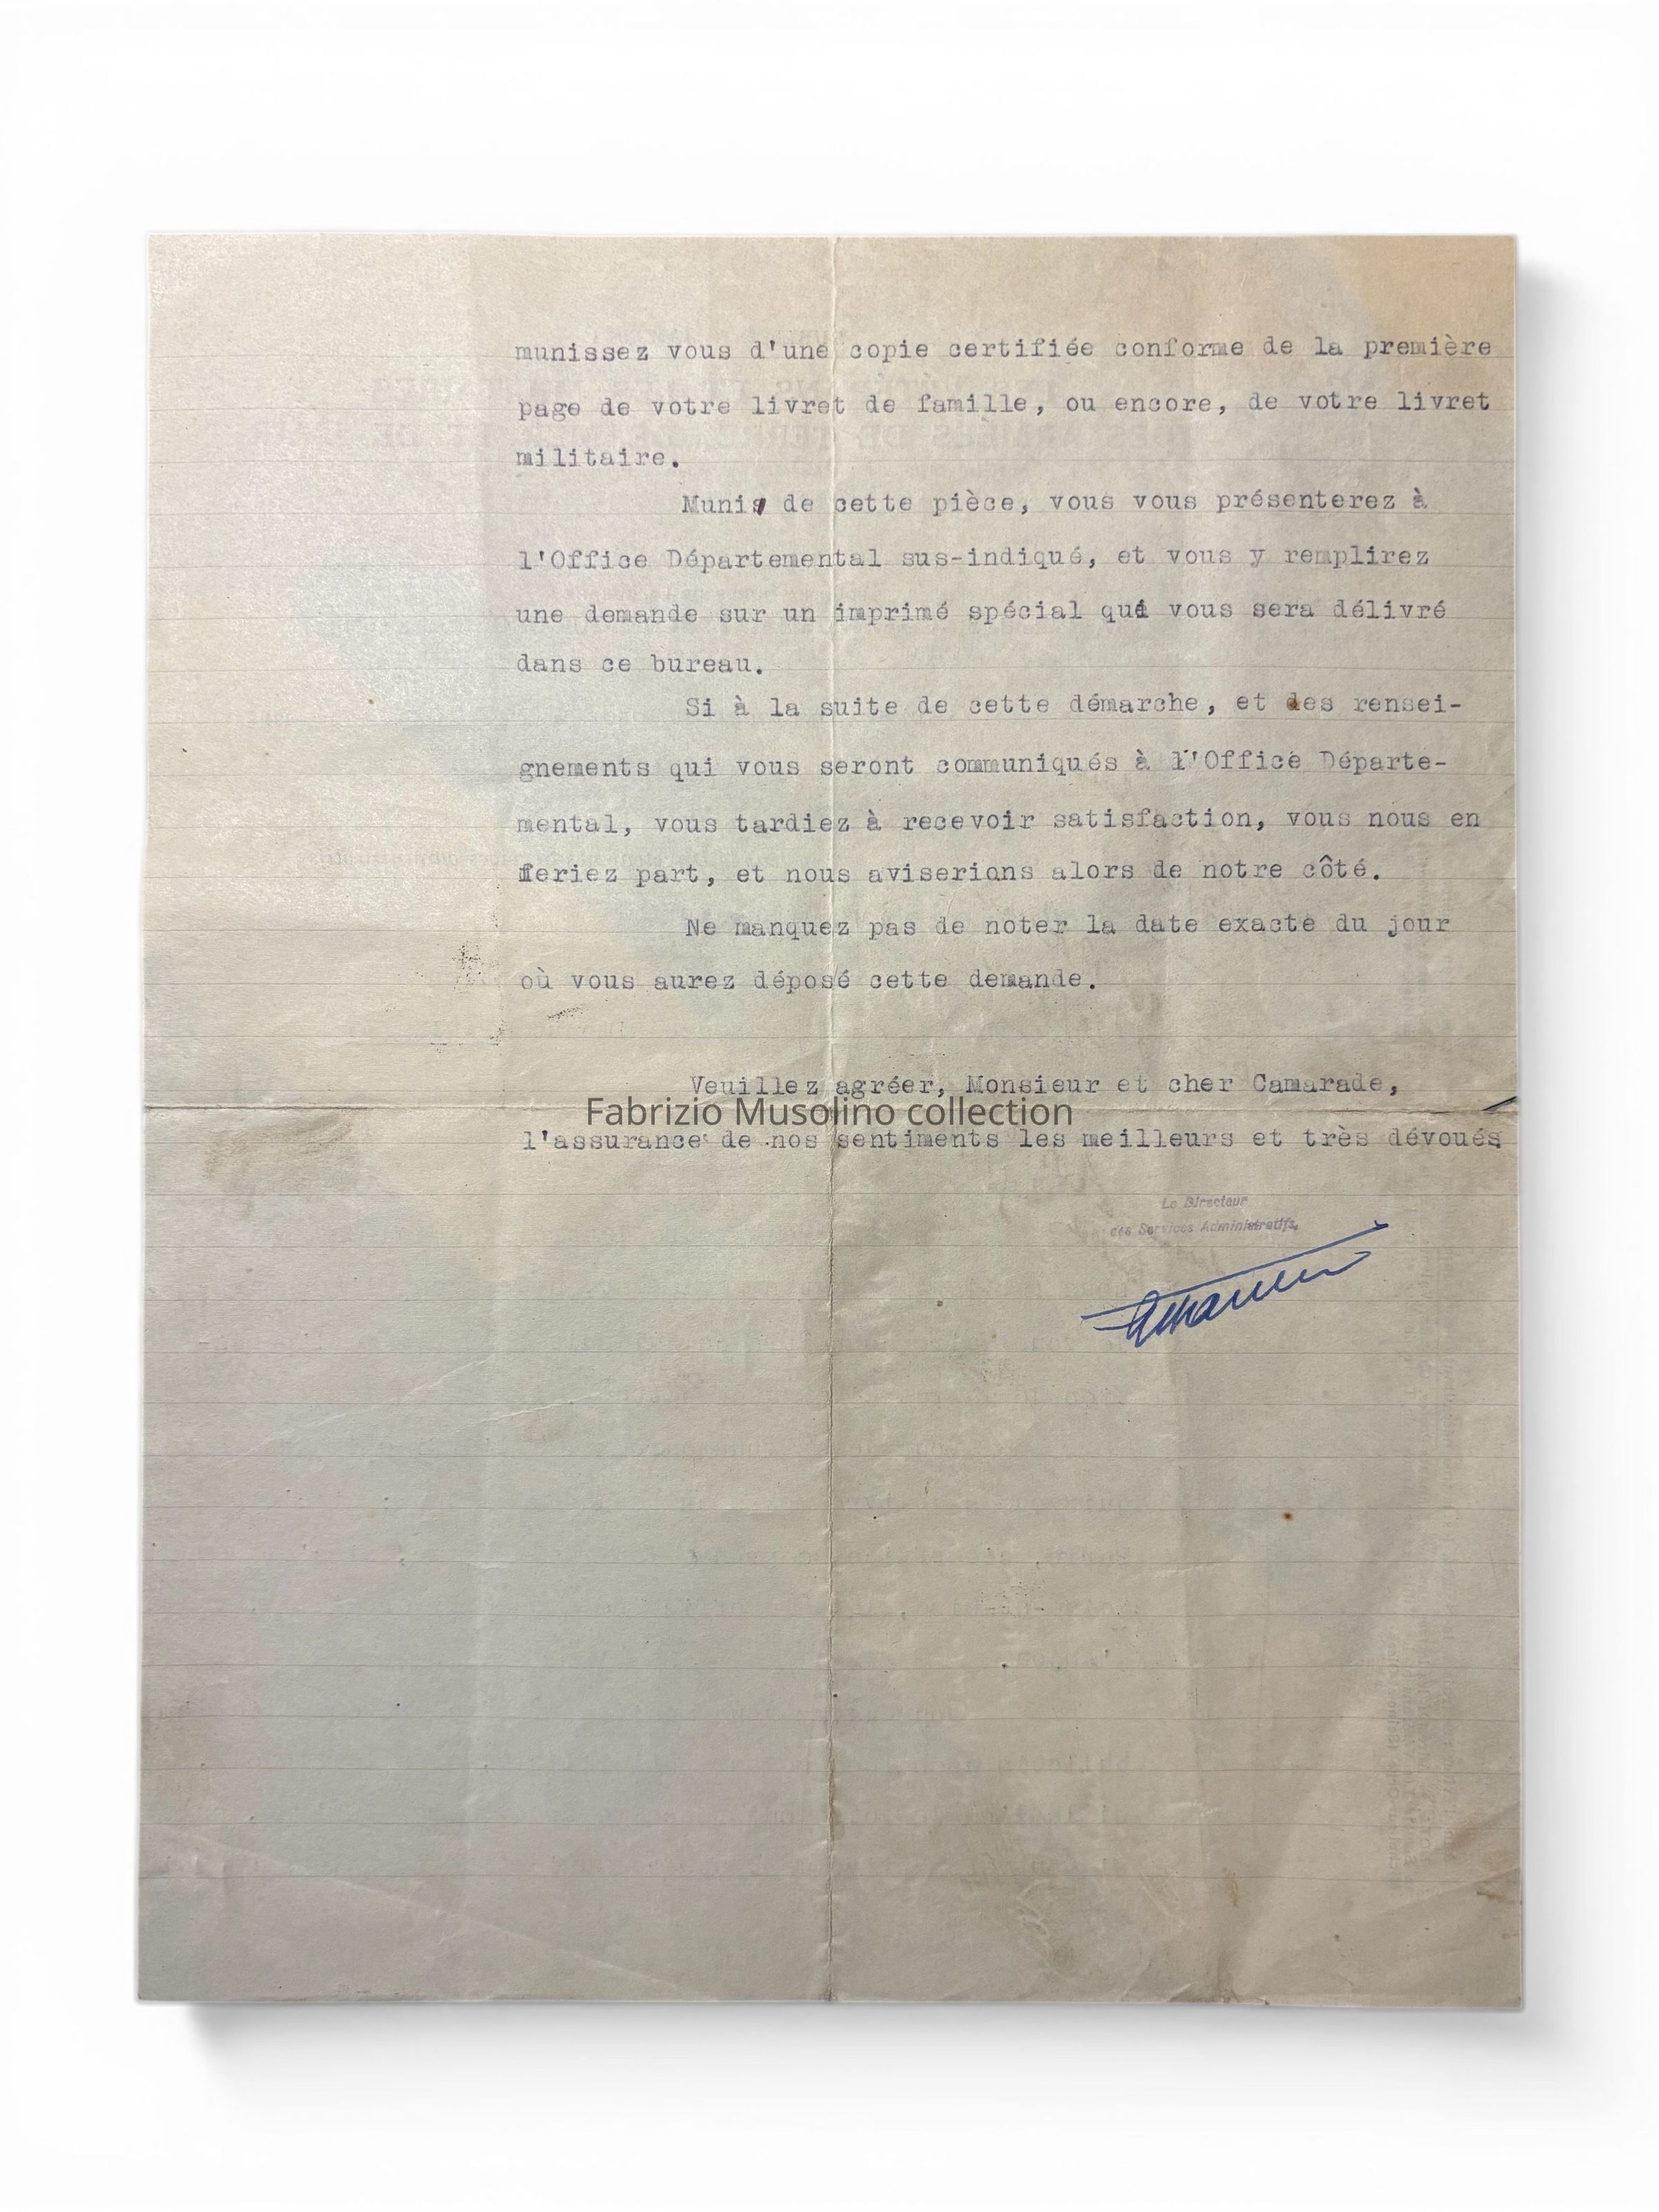 munissez vous d'une copie certifiée conforme de la première
page de votre livret de famille, ou encore, de votre livret
militaire.
Muni de cette pièce, vous vous présenterez à
l'Office Départemental sus-indiqué, et vous y remplirez
une demande sur un imprimé spécial qui vous sera délivré
dans ce bureau.
Si à la suite de cette démarche, et des rensei-
gnements qui vous seront communiqués à l'Office Départe-
mental, vous tardiez à recevoir satisfaction, vous nous en
feriez part, et nous aviserions alors de notre côté.
Ne manquez pas de noter la date exacte du jour
où vous aurez déposé cette demande.
Veuillez agréer, Monsieur et cher Camarade,
Fabrizio Musolino collection
l'assurance de nos sentiments les meilleurs et très dévoués
Le Directeur
des Services Administratifs,